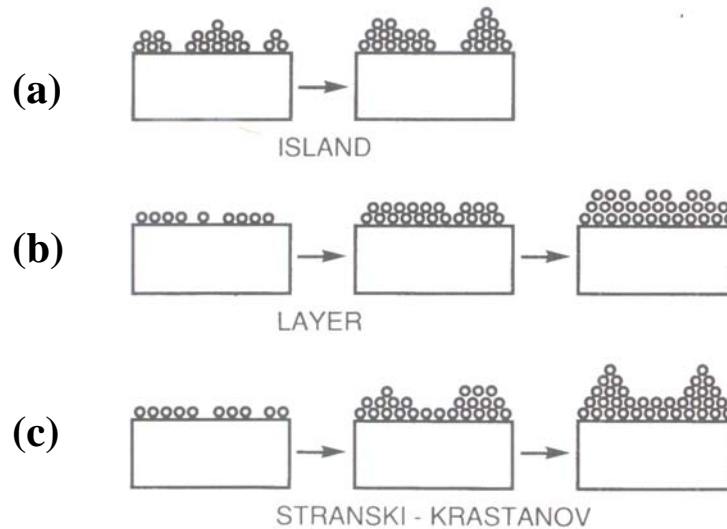 (a)
ISLAND
(b)
LAYER
(c)
STRANSKI - KRASTANOV